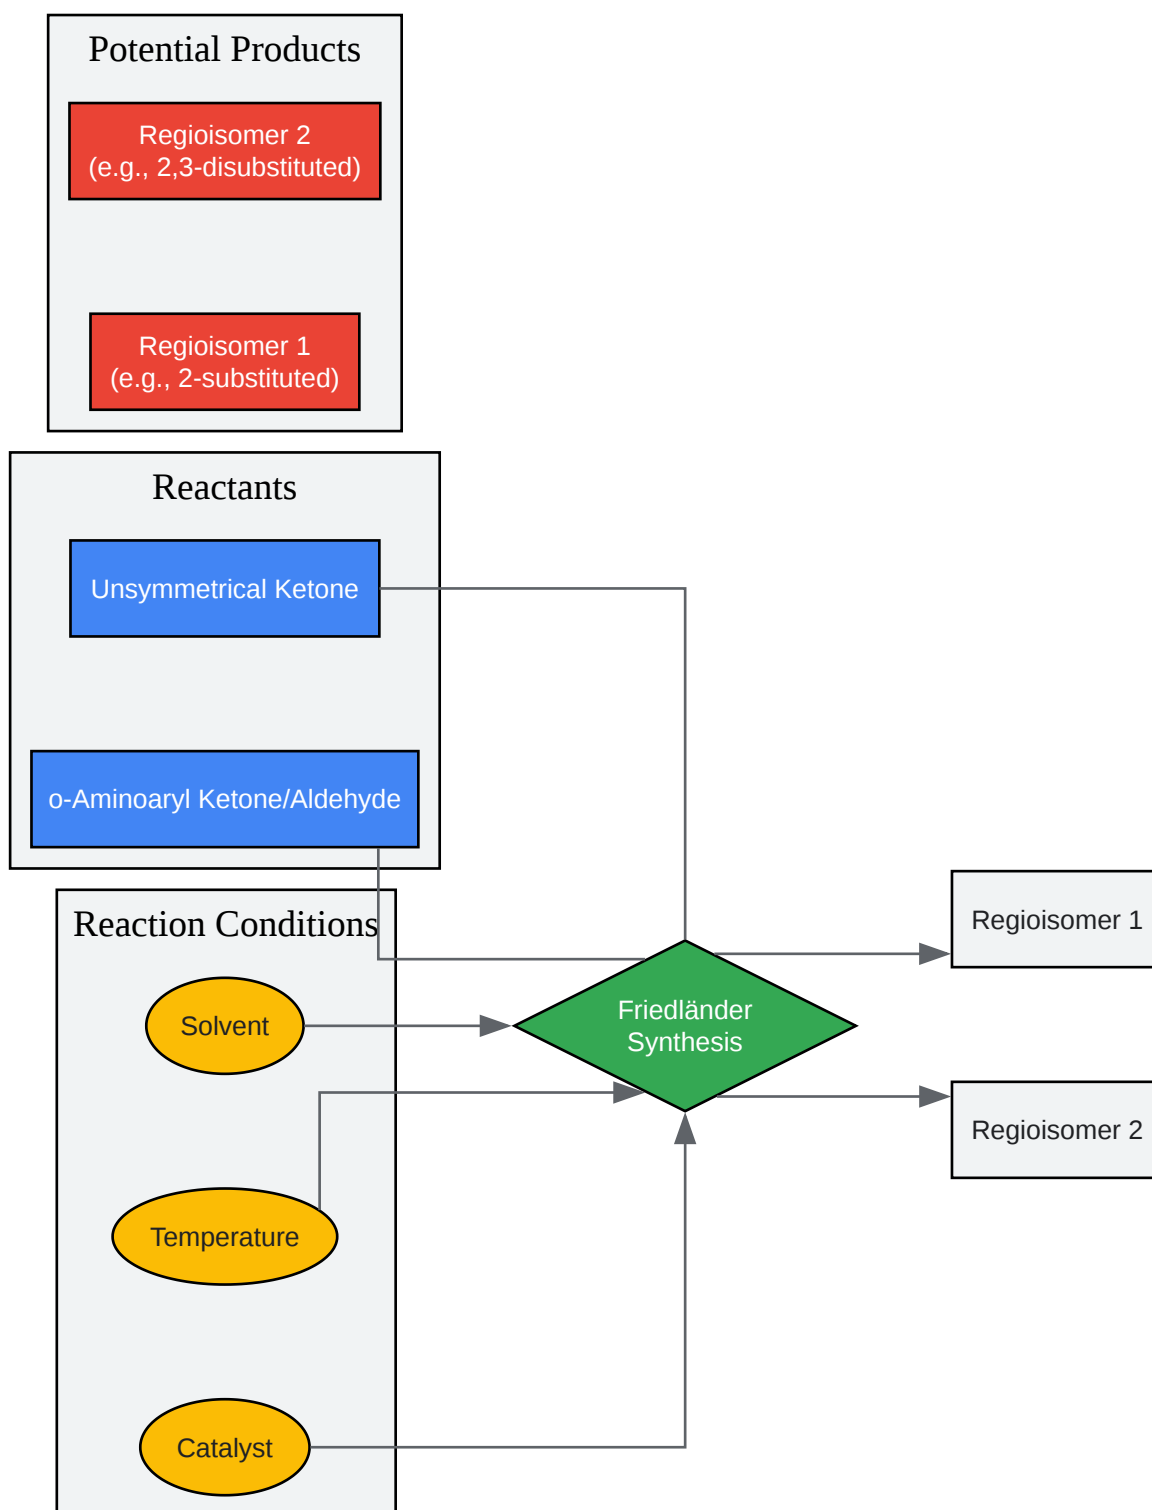 Potential Products
Regioisomer 2
(e.g., 2,3-disubstituted)
Regioisomer 1
(e.g., 2-substituted)
Reactants
Unsymmetrical Ketone
o-Aminoaryl Ketone/Aldehyde
Reaction Conditions
Solvent
Temperature
Catalyst
Friedländer
Synthesis
Regioisomer 1
Regioisomer 2